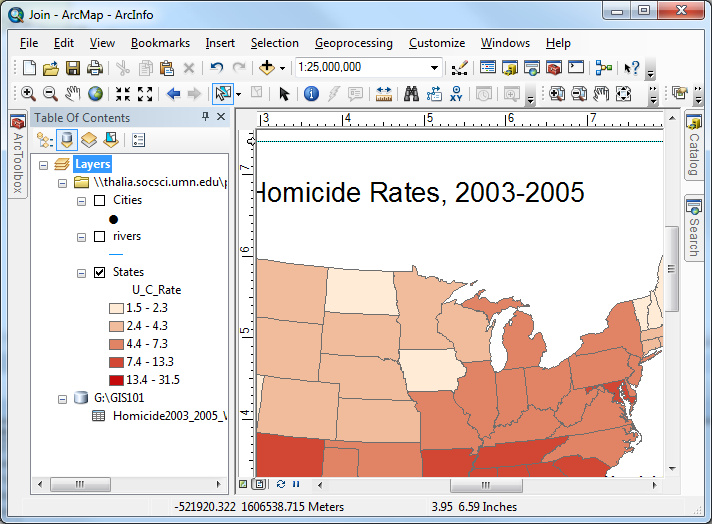 Join - ArcMap - ArcInfo
File Edit View Bookmarks Insert Selection Geoprocessing Customize Windows Help
1:25,000,000
ArcToolbox
Table Of Contents
Layers
\\thalia.socsci.umn.edu\
Cities
rivers
States
U_C_Rate
1.5 - 2.3
2.4 - 4.3
4.4 - 7.3
7.4 - 13.3
13.4 - 31.5
G:\GIS101
Homicide2003_2005_
3 4 5 6 7
7
6
5
4
Homicide Rates, 2003-2005
Catalog
Search
-521920.322 1606538.715 Meters
3.95 6.59 Inches